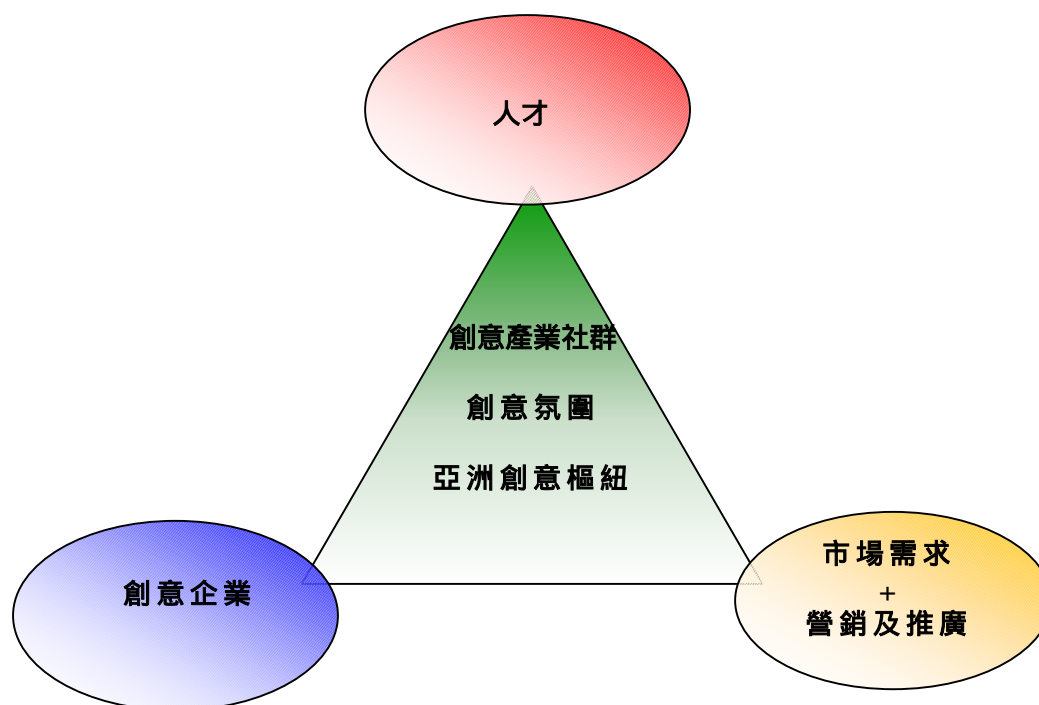 人才
創意產業社群
創意氛圍
亞洲創意樞紐
創意企業
市場需求
+
營銷及推廣